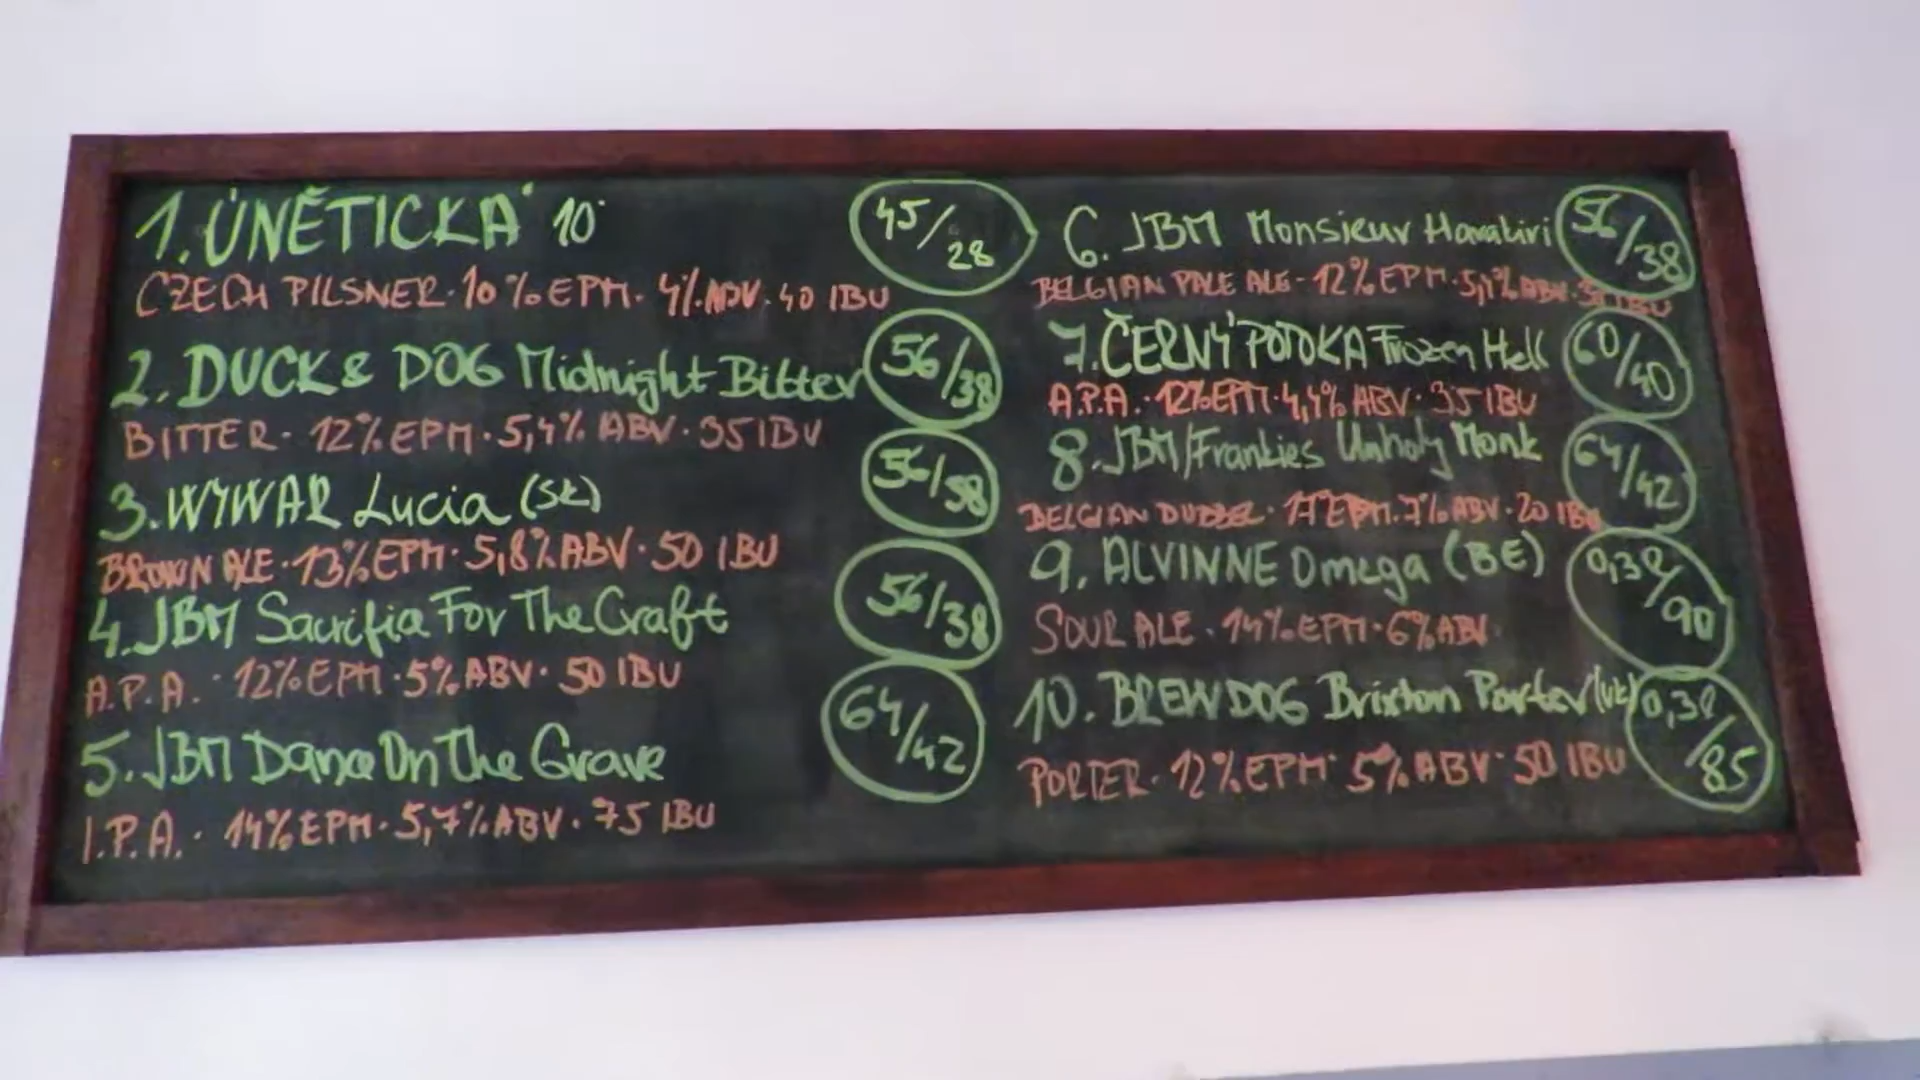 1. ÚNĚTICKÁ 10° 45/28
CZECH PILSNER · 10% EPM · 4% ABV · 40 IBU
2. DUCK & DOG Midnight Bitter 56/38
BITTER · 12% EPM · 5,4% ABV · 35 IBU
3. WYWAR Lucia (SK) 56/38
BROWN ALE · 13% EPM · 5,8% ABV · 50 IBU
4. JBM Sacrifia For The Craft 56/38
A.P.A. · 12% EPM · 5% ABV · 50 IBU
5. JBM Dance On The Grave 64/42
I.P.A. · 14% EPM · 5,7% ABV · 75 IBU
6. JBM Monsieur 56/38
BELGIAN PALE ALE · 12% EPM · 5,4% ABV · IBU
7. ČERNÝ POTOKA Frozen Hell 60/40
A.P.A. · 12% EPM · 4,4% ABV · 35 IBU
8. JBM/Frankies Unholy Monk 64/42
BELGIAN DUBBEL · 17% EPM · 7% ABV · 20 IBU
9. ALVINNE Omega (BE) 0,3l/90
SOUR ALE · 14% EPM · 6% ABV
10. BREWDOG Brixton Porter (UK) 0,3l/85
PORTER · 12% EPM · 5% ABV · 50 IBU